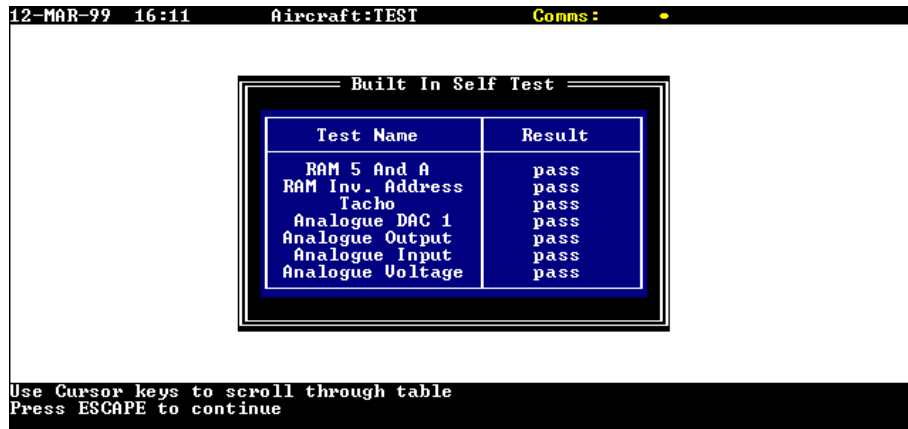 12-MAR-99 16:11 Aircraft:TEST Comms:
Built In Self Test
Test Name Result
RAM 5 And A pass
RAM Inv. Address pass
Tacho pass
Analogue DAC 1 pass
Analogue Output pass
Analogue Input pass
Analogue Voltage pass
Use Cursor keys to scroll through table
Press ESCAPE to continue